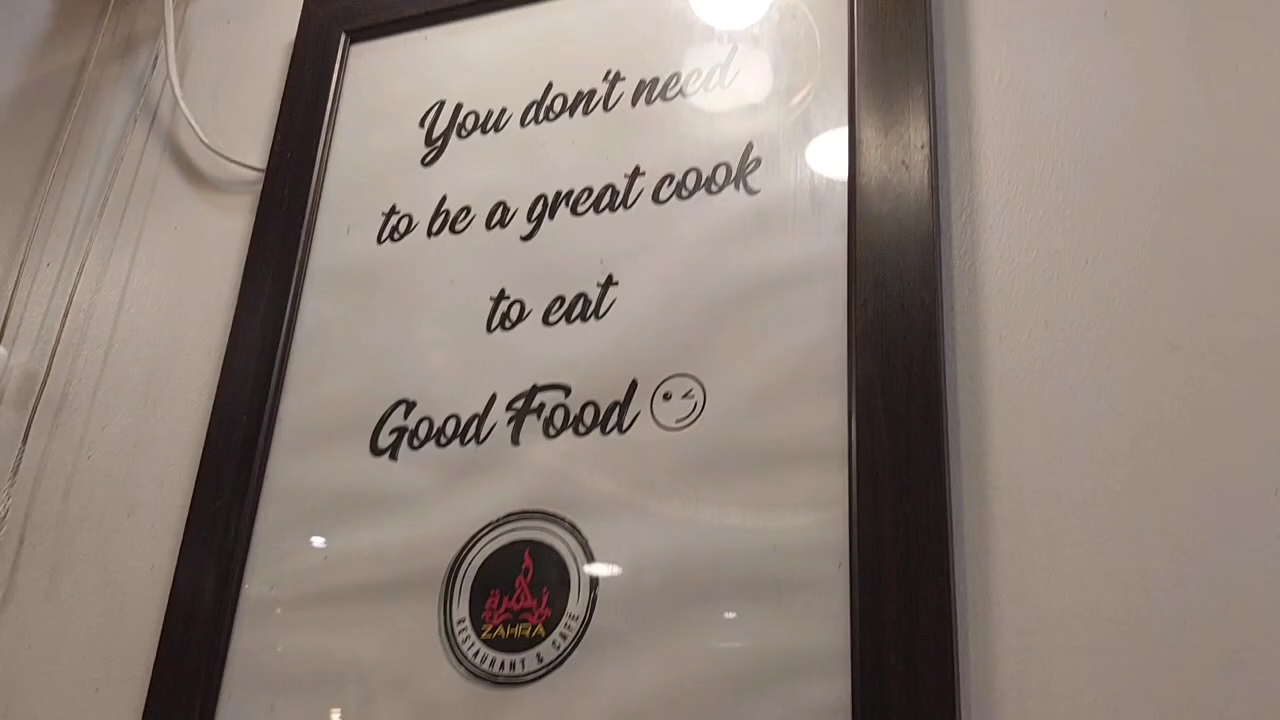 You don't need
to be a great cook
to eat
Good Food 😉
زهرة
ZAHRA
RESTAURANT & CAFE